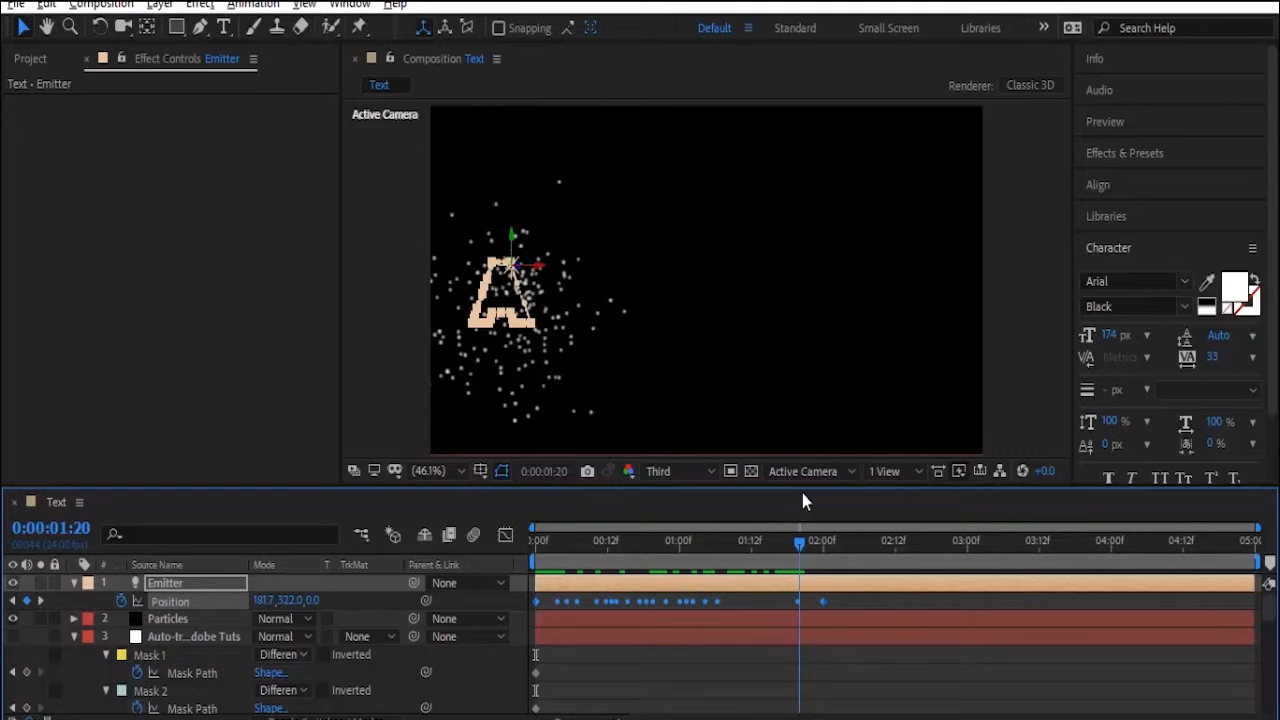 File Edit Composition Layer Effect Animation View Window Help
Snapping Default Standard Small Screen Libraries Search Help
Project Effect Controls Emitter
Text • Emitter
Composition Text
Text
Renderer: Classic 3D
Active Camera
Info
Audio
Preview
Effects & Presets
Align
Libraries
Character
Arial
Black
174 px Auto
Metrics 33
- px
100 % 100 %
0 px 0 %
A
(46.1%) 0:00:01:20 Third Active Camera 1 View +0.0
Text
0:00:01:20
00044 (24.00 fps)
:00F 00:12F 01:00F 01:12F 02:00F 02:12F 03:00F 03:12F 04:00F 04:12F 05:00
# Source Name Mode T TrkMat Parent & Link
1 Emitter None
Position 181.7,322.0,0.0
2 Particles Normal None
3 Auto-tr...dobe Tuts Normal None None
Mask 1 Differen Inverted
Mask Path Shape...
Mask 2 Differen Inverted
Mask Path Shape...